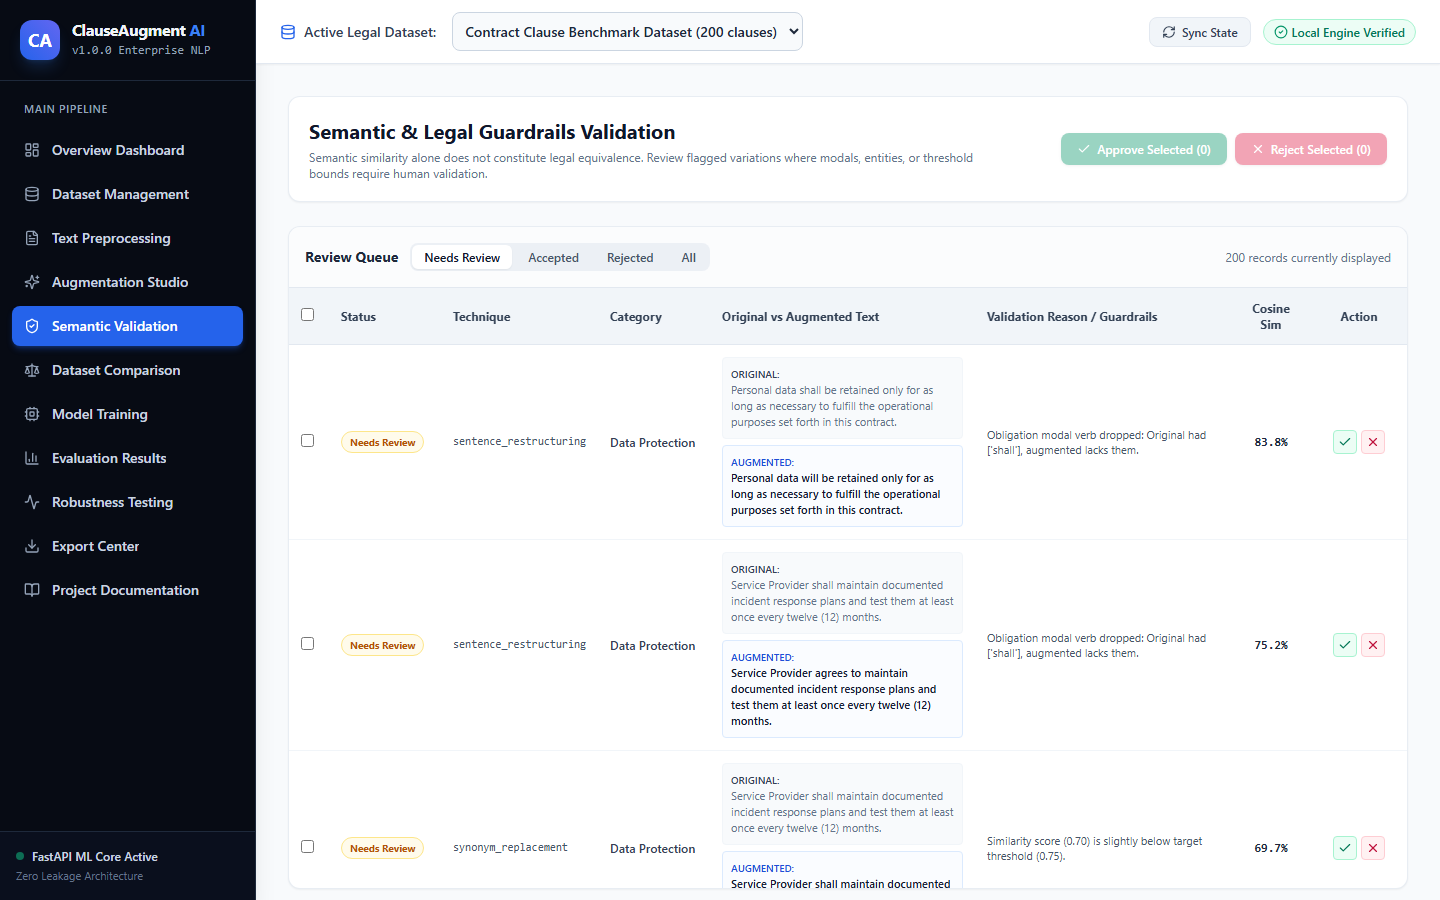 CA
ClauseAugment AI
v1.0.0 Enterprise NLP
MAIN PIPELINE
Overview Dashboard
Dataset Management
Text Preprocessing
Augmentation Studio
Semantic Validation
Dataset Comparison
Model Training
Evaluation Results
Robustness Testing
Export Center
Project Documentation
FastAPI ML Core Active
Zero Leakage Architecture
Active Legal Dataset:
Contract Clause Benchmark Dataset (200 clauses)
Sync State
Local Engine Verified
Semantic & Legal Guardrails Validation
Semantic similarity alone does not constitute legal equivalence. Review flagged variations where modals, entities, or threshold
bounds require human validation.
Approve Selected (0)
Reject Selected (0)
Review Queue
Needs Review
Accepted
Rejected
All
200 records currently displayed
Status
Technique
Category
Original vs Augmented Text
Validation Reason / Guardrails
Cosine
Sim
Action
Needs Review
sentence_restructuring
Data Protection
ORIGINAL:
Personal data shall be retained only for as
long as necessary to fulfill the operational
purposes set forth in this contract.
AUGMENTED:
Personal data will be retained only for as
long as necessary to fulfill the operational
purposes set forth in this contract.
Obligation modal verb dropped: Original had
['shall'], augmented lacks them.
83.8%
Needs Review
sentence_restructuring
Data Protection
ORIGINAL:
Service Provider shall maintain documented
incident response plans and test them at least
once every twelve (12) months.
AUGMENTED:
Service Provider agrees to maintain
documented incident response plans and
test them at least once every twelve (12)
months.
Obligation modal verb dropped: Original had
['shall'], augmented lacks them.
75.2%
Needs Review
synonym_replacement
Data Protection
ORIGINAL:
Service Provider shall maintain documented
incident response plans and test them at least
once every twelve (12) months.
AUGMENTED:
Service Provider shall maintain documented
Similarity score (0.70) is slightly below target
threshold (0.75).
69.7%